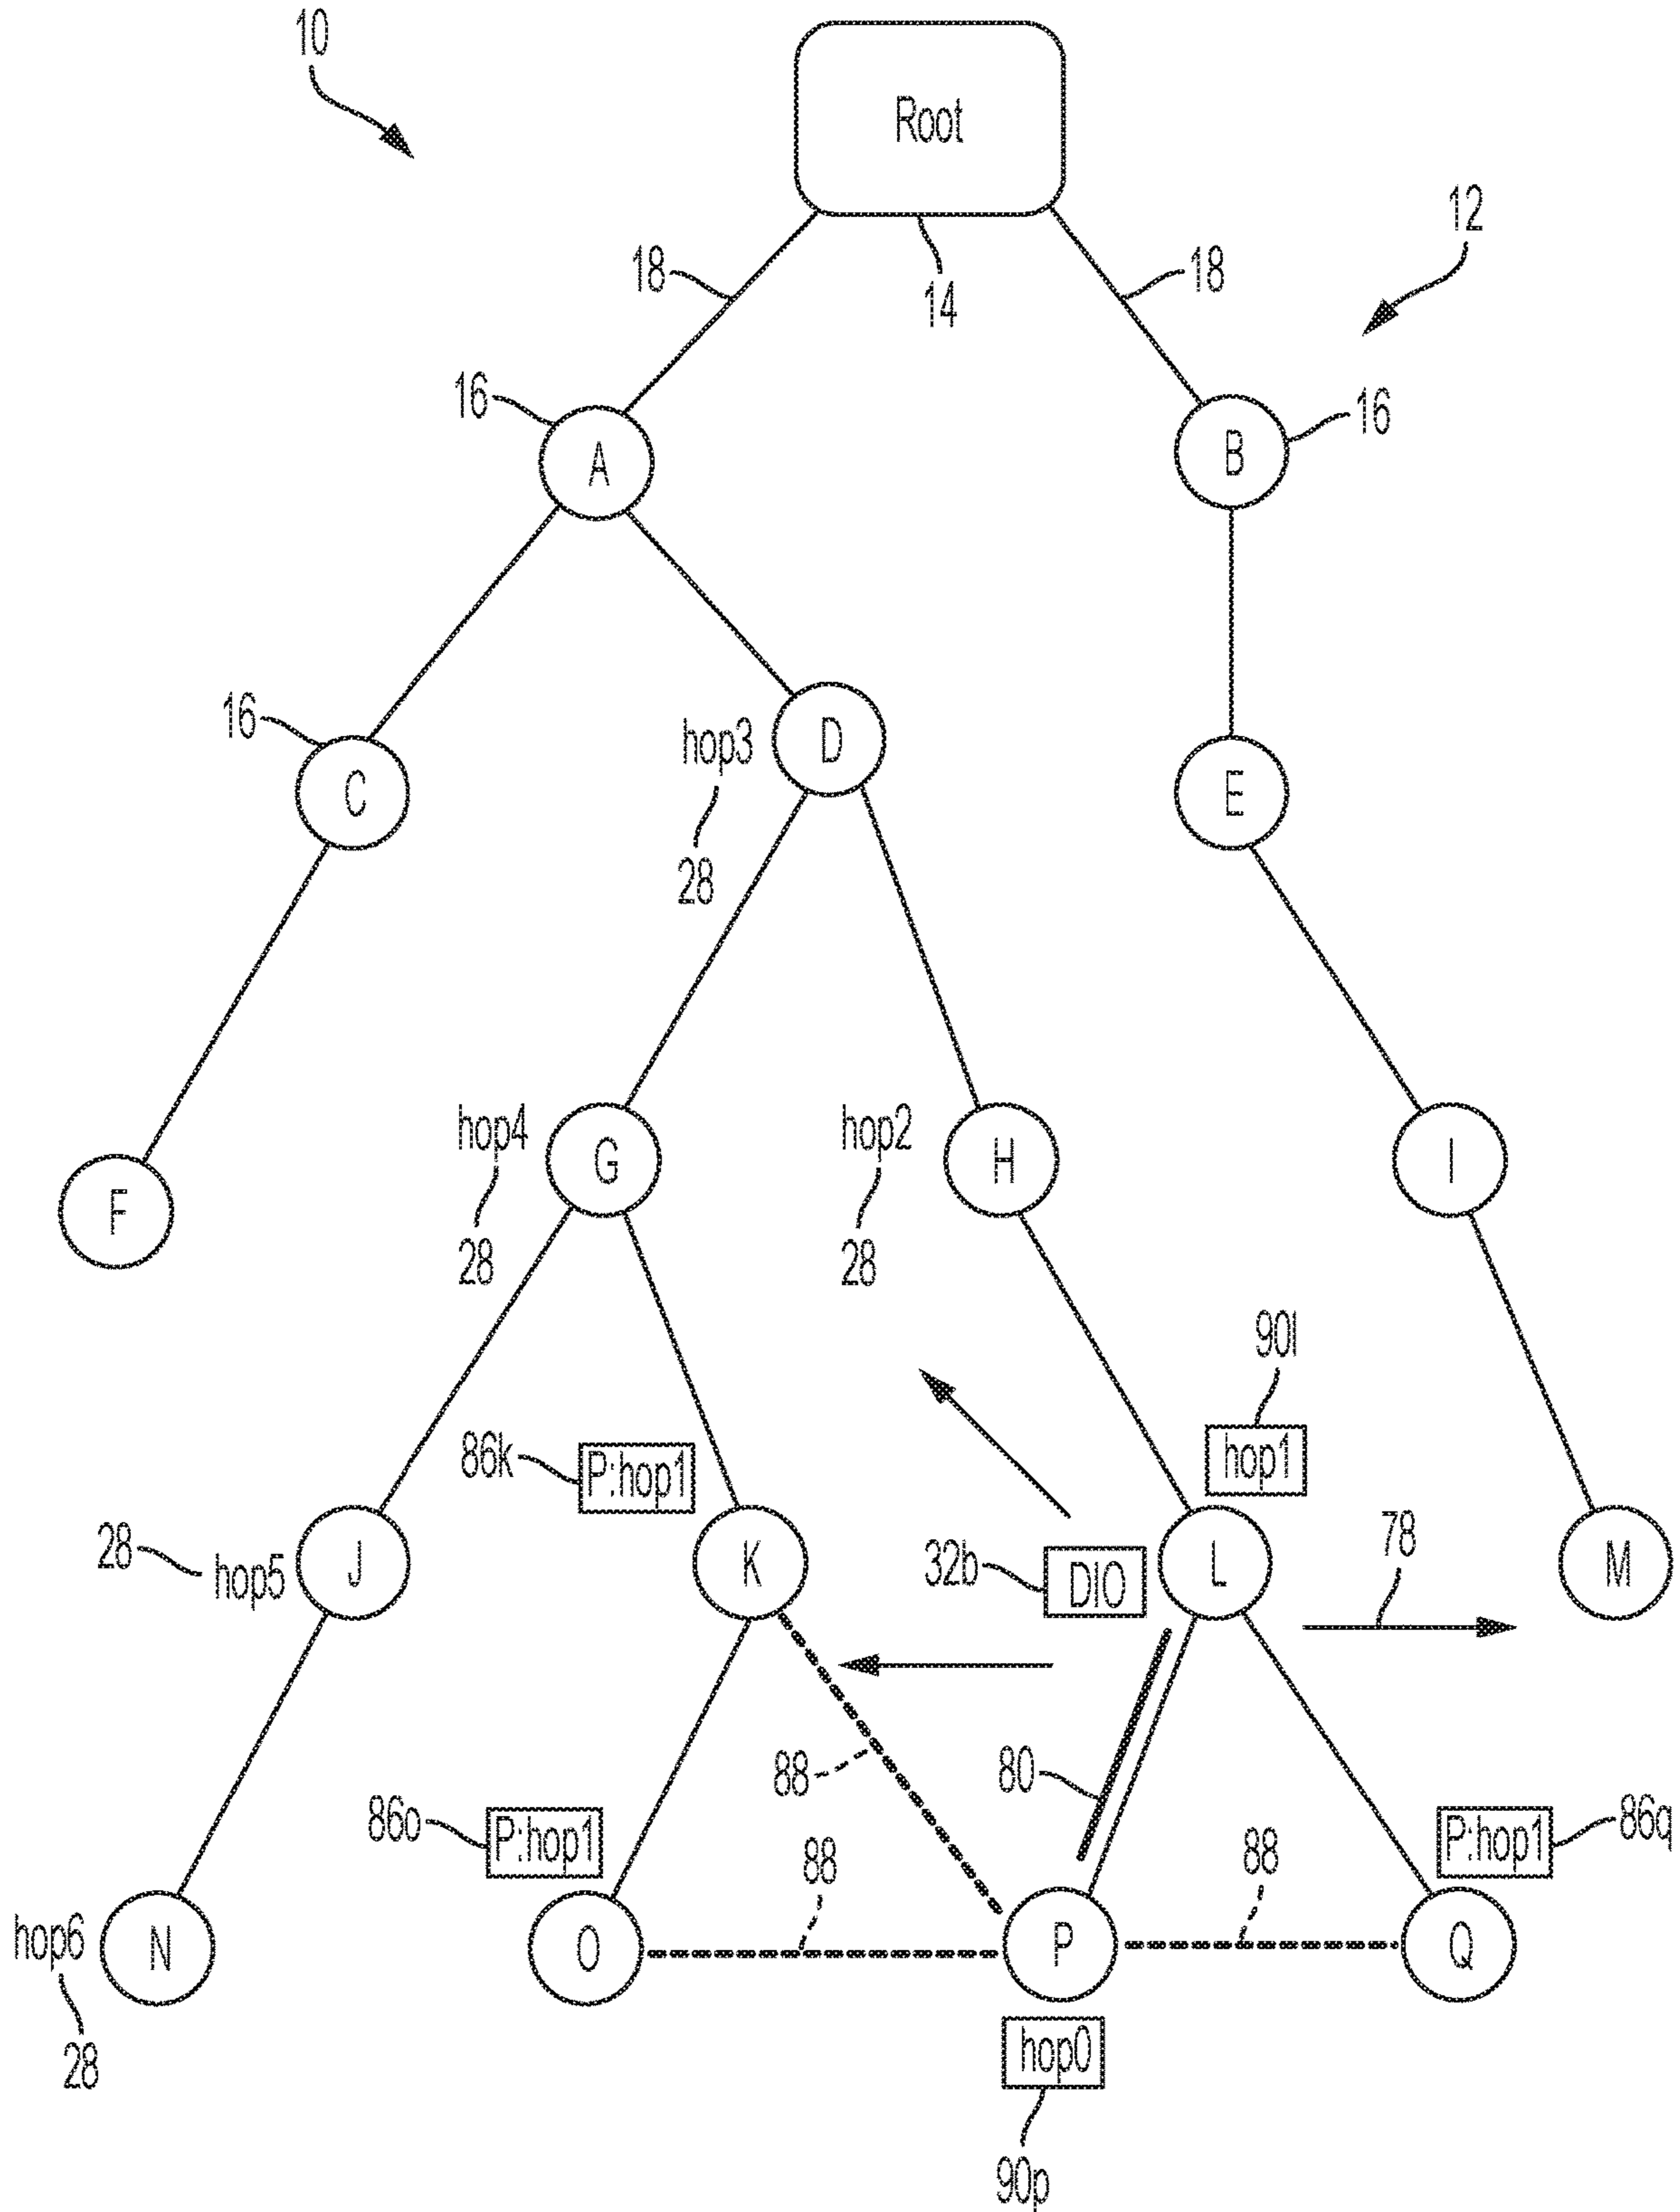 10
Root
12
18
14
18
16
A
B
16
16
C
hop3
D
E
28
hop4
G
hop2
H
I
F
28
28
90l
86k
P:hop1
hop1
28
hop5
J
K
32b
DIO
L
78
M
88
80
86o
P:hop1
88
88
P:hop1
86q
hop6
N
O
P
Q
28
hop0
90p